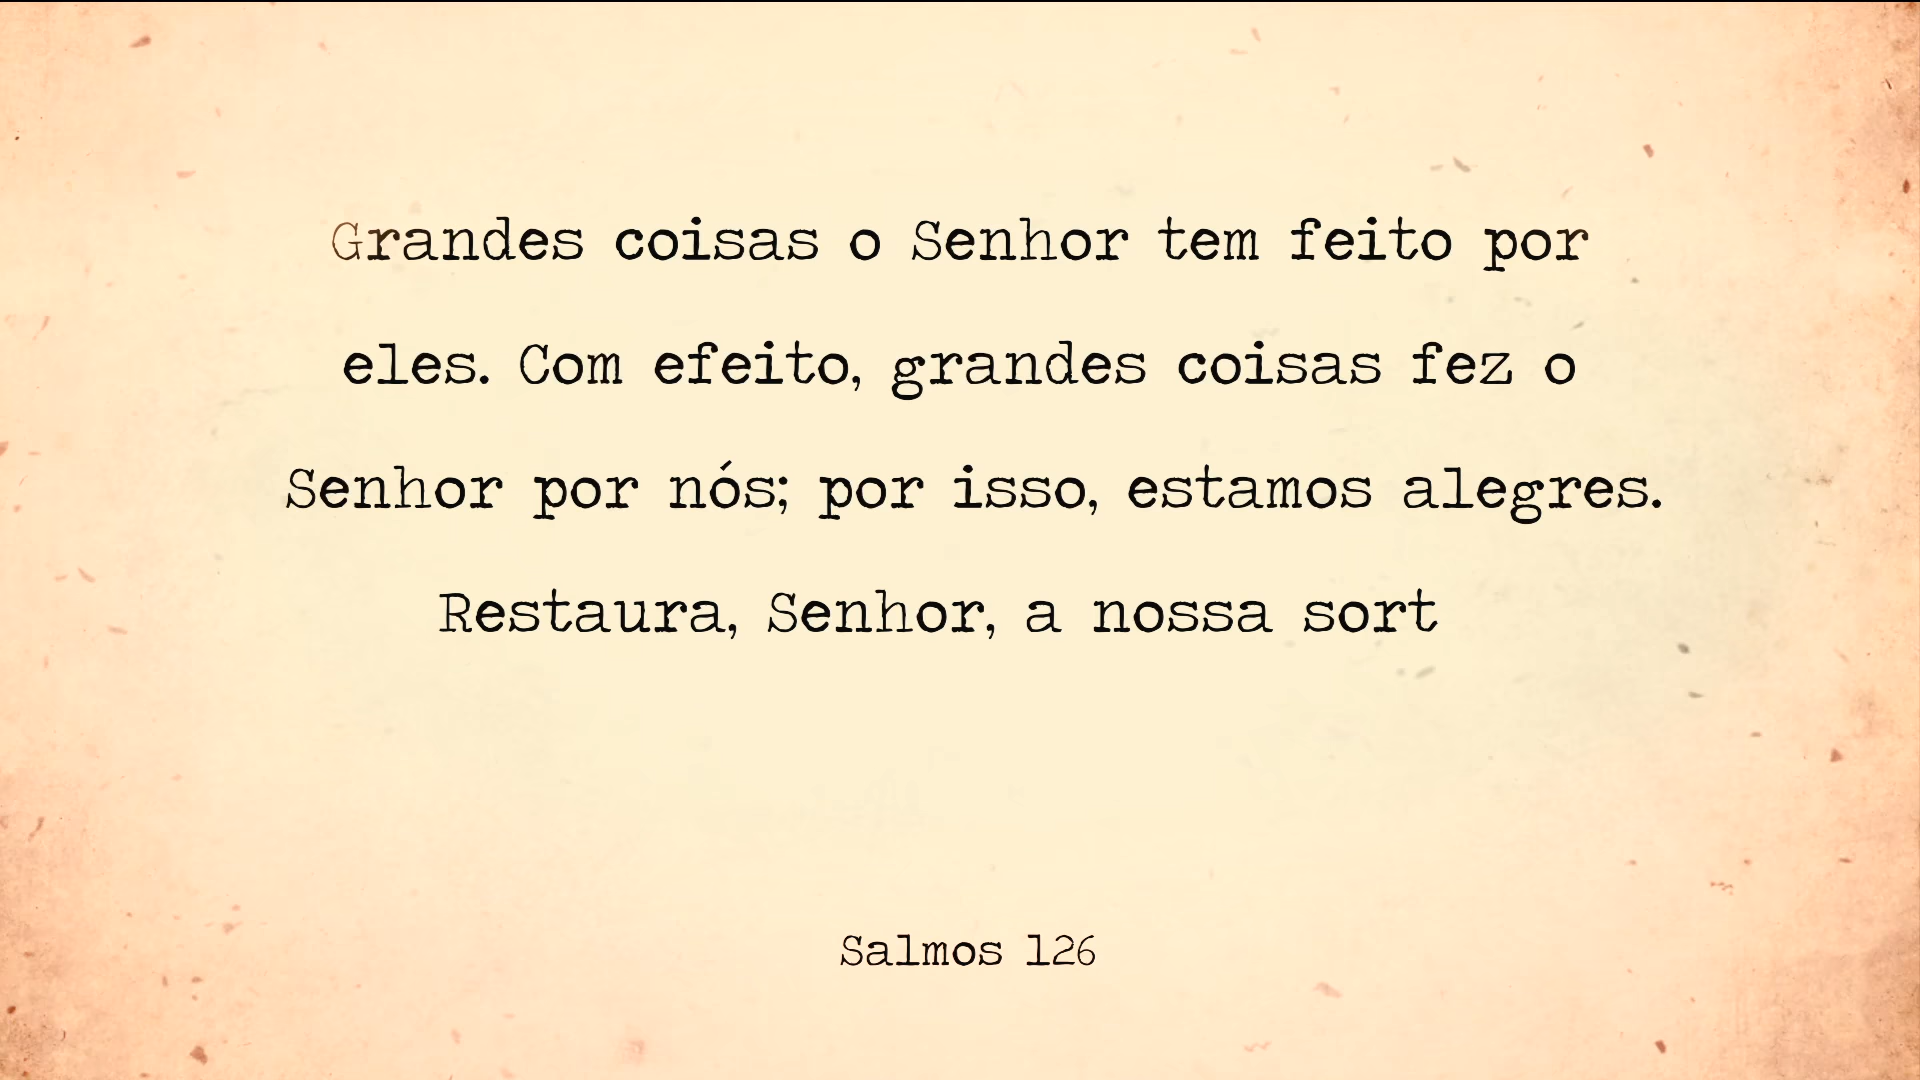 Grandes coisas o Senhor tem feito por
eles. Com efeito, grandes coisas fez o
Senhor por nós; por isso, estamos alegres.
Restaura, Senhor, a nossa sort
Salmos 126